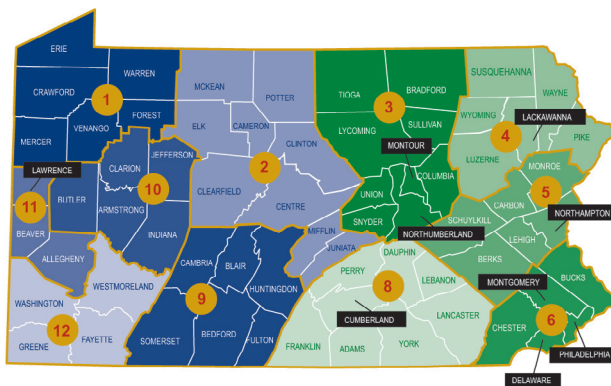 ERIE
WARREN
CRAWFORD
1
FOREST
VENANGO
MERCER
MCKEAN
POTTER
ELK
CAMERON
CLINTON
2
CLEARFIELD
CENTRE
MIFFLIN
JUNIATA
TIOGA
BRADFORD
3
LYCOMING
SULLIVAN
MONTOUR
COLUMBIA
UNION
SNYDER
NORTHUMBERLAND
SUSQUEHANNA
WAYNE
WYOMING
LACKAWANNA
4
PIKE
LUZERNE
MONROE
5
CARBON
NORTHAMPTON
SCHUYLKILL
LEHIGH
BERKS
MONTGOMERY
BUCKS
6
CHESTER
PHILADELPHIA
DELAWARE
DAUPHIN
PERRY
8
LEBANON
CUMBERLAND
LANCASTER
FRANKLIN
ADAMS
YORK
CAMBRIA
BLAIR
HUNTINGDON
9
SOMERSET
BEDFORD
FULTON
JEFFERSON
CLARION
10
ARMSTRONG
INDIANA
LAWRENCE
11
BUTLER
BEAVER
ALLEGHENY
WASHINGTON
WESTMORELAND
12
GREENE
FAYETTE